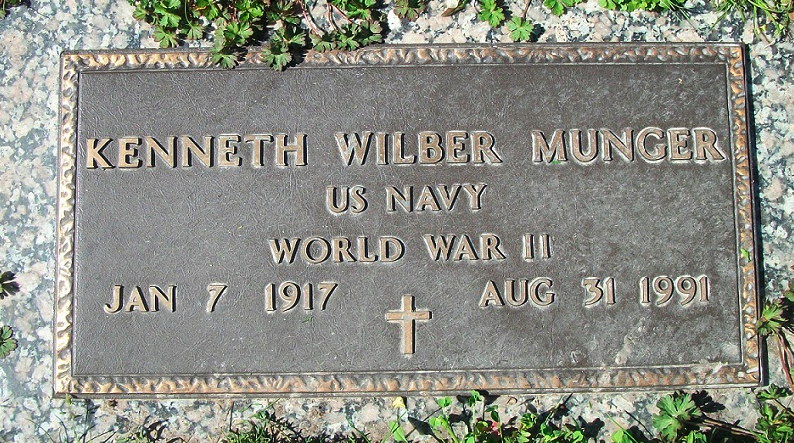 KENNETH WILBER MUNGER
US NAVY
WORLD WAR II
JAN 7 1917 AUG 31 1991